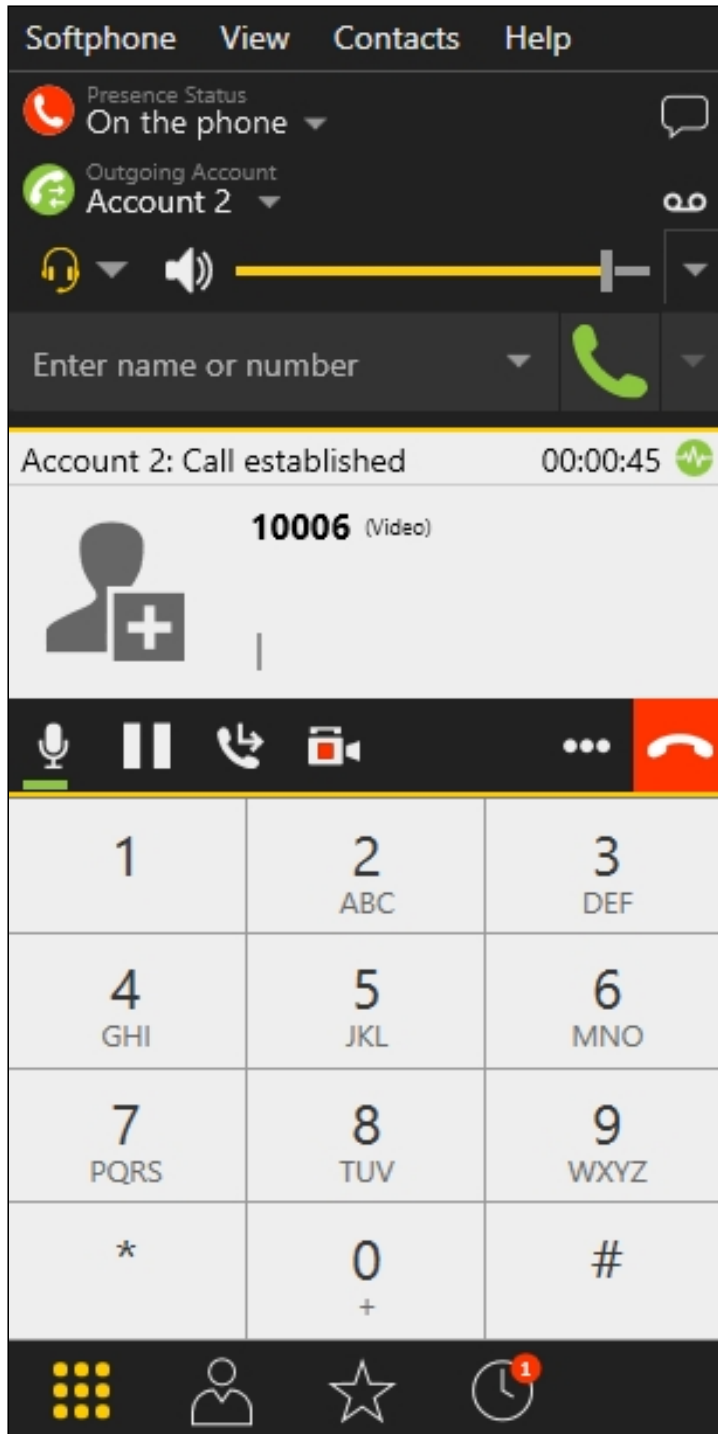 Softphone View Contacts Help
Presence Status
On the phone
Outgoing Account
Account 2
Enter name or number
Account 2: Call established 00:00:45
10006 (Video)
1 2 3
ABC DEF
4 5 6
GHI JKL MNO
7 8 9
PQRS TUV WXYZ
* 0 #
+
1